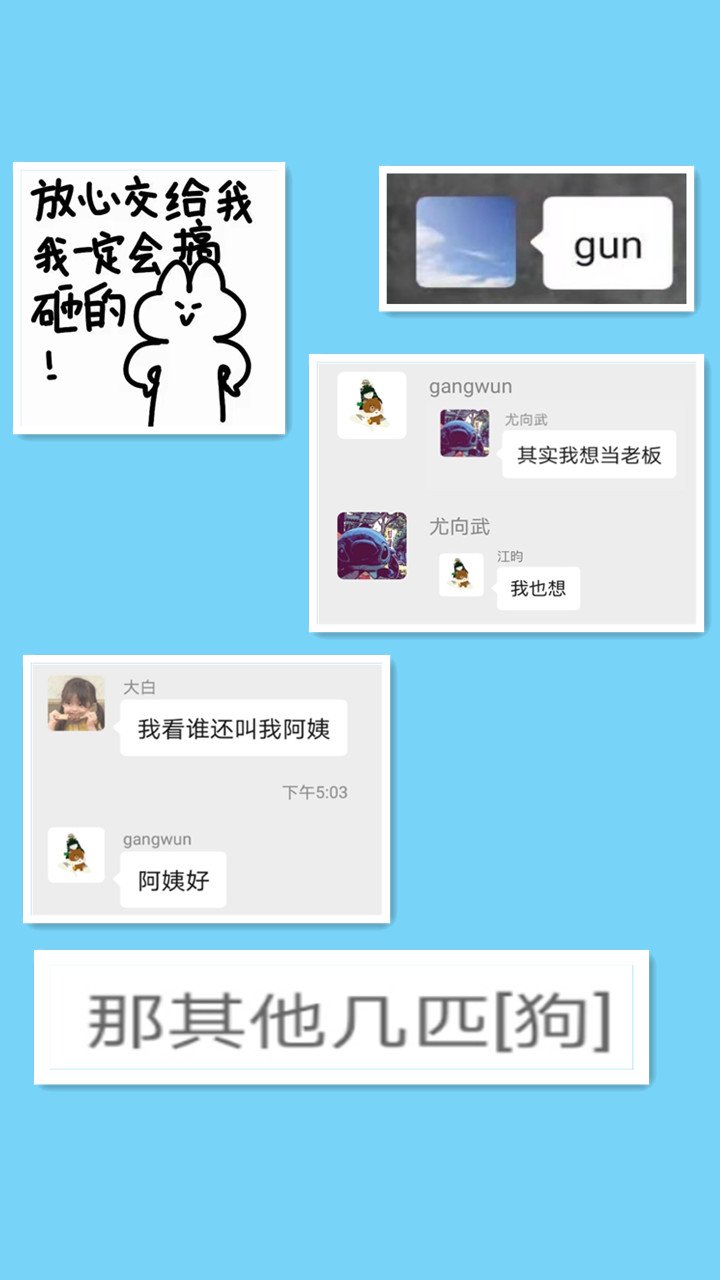 放心交给我
我一定会搞
砸的
！
gun
gangwun
尤向武
其实我想当老板
尤向武
江昀
我也想
大白
我看谁还叫我阿姨
下午5:03
gangwun
阿姨好
那其他几匹[狗]